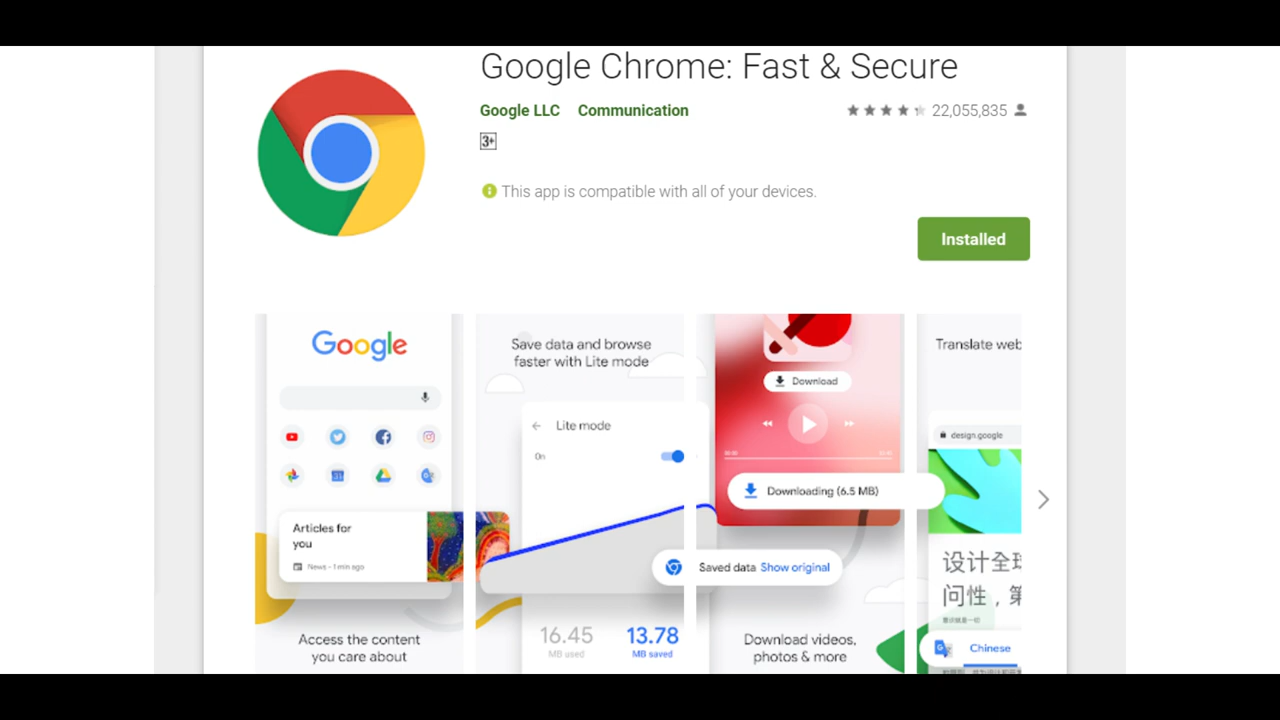 Google Chrome: Fast & Secure
Google LLC Communication 22,055,835
3+
This app is compatible with all of your devices.
Installed
Google
Articles for
you
News - 1 min ago
Access the content
you care about
Save data and browse
faster with Lite mode
Lite mode
On
16.45 13.78
MB used MB saved
Saved data Show original
Download
Downloading (6.5 MB)
Download videos,
photos & more
Translate web
design.google
设计全球
问性，第
Chinese